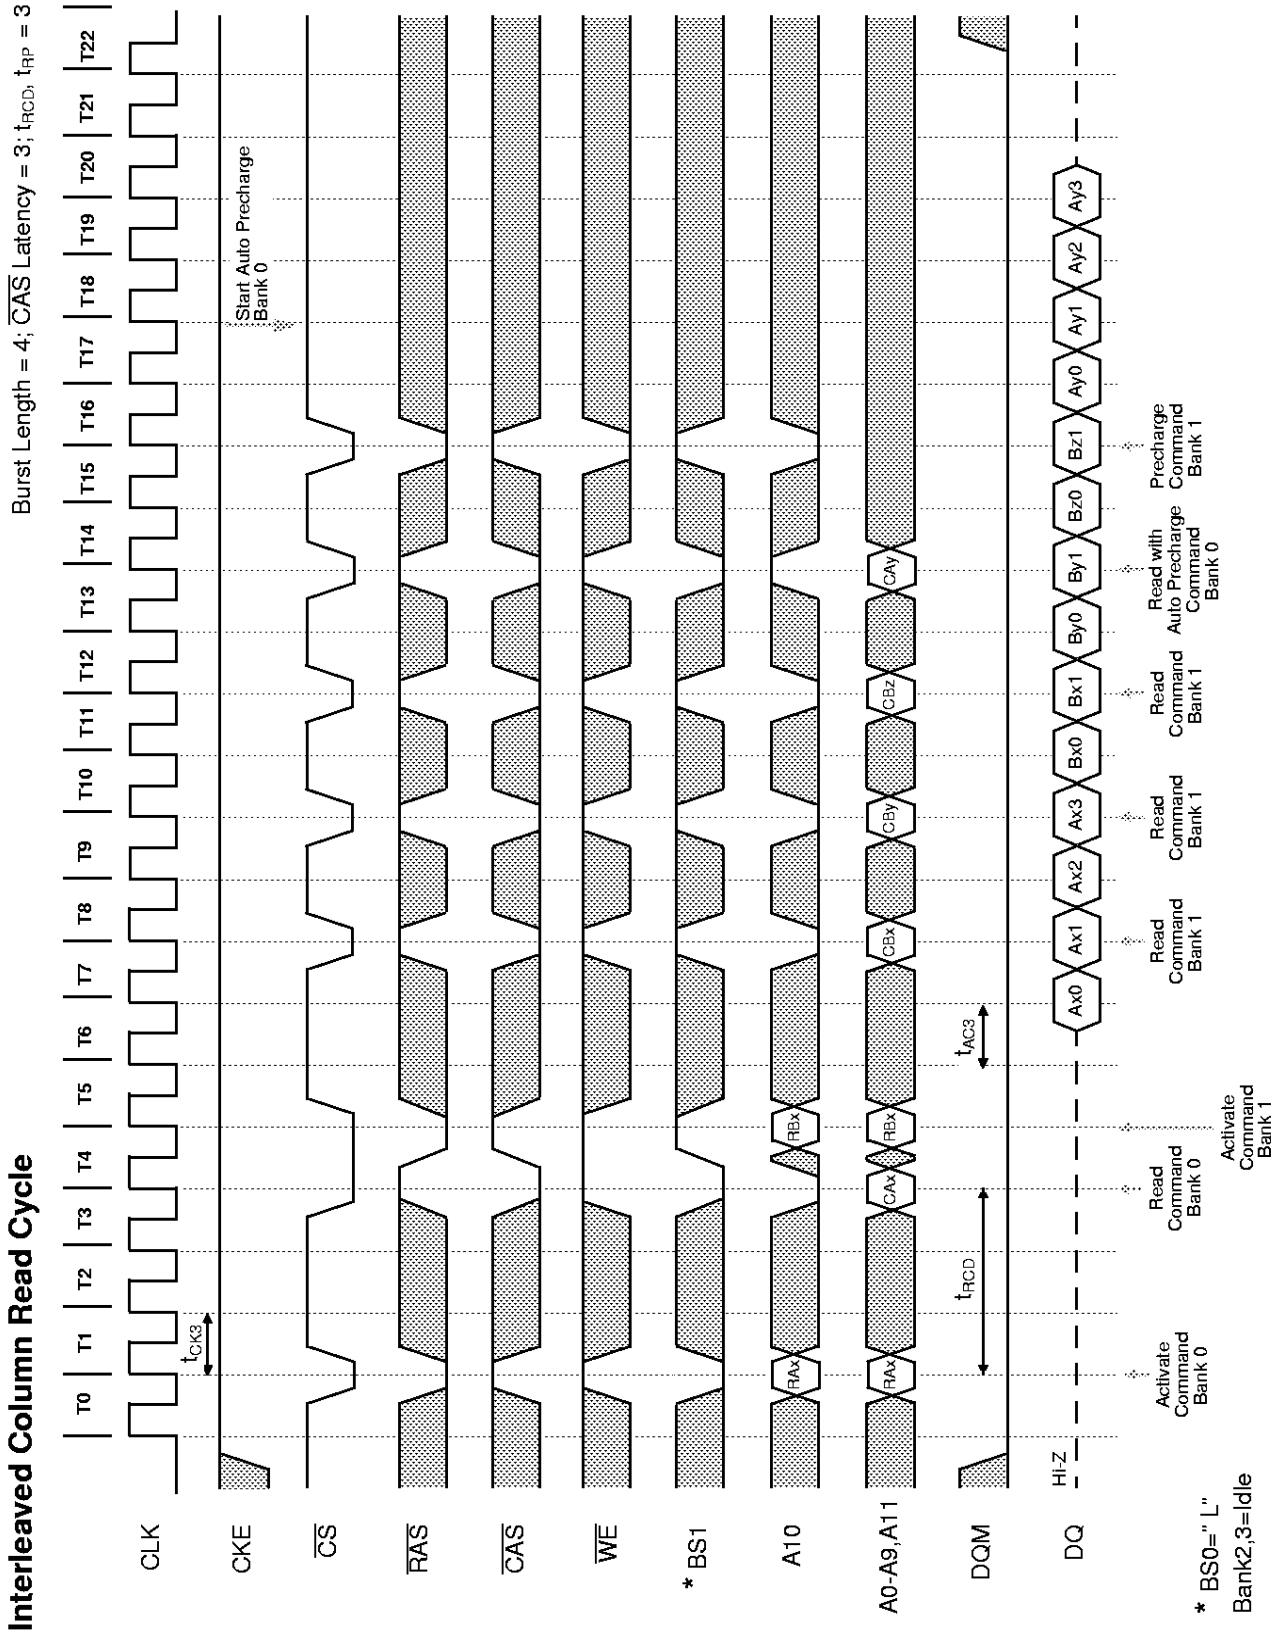 Interleaved Column Read Cycle
Burst Length = 4; CAS Latency = 3; tRCD, tRP = 3
T0 T1 T2 T3 T4 T5 T6 T7 T8 T9 T10 T11 T12 T13 T14 T15 T16 T17 T18 T19 T20 T21 T22
CLK
tCK3
CKE
Start Auto Precharge
Bank 0
CS
RAS
CAS
WE
* BS1
A10
RAx RBx
A0-A9,A11
RAx CAx RBx CBx CBy CBz CAy
DQM
tRCD
tAC3
DQ
Hi-Z
Ax0 Ax1 Ax2 Ax3 Bx0 Bx1 By0 By1 Bz0 Bz1 Ay0 Ay1 Ay2 Ay3
Activate
Command
Bank 0
Read
Command
Bank 0
Activate
Command
Bank 1
Read
Command
Bank 1
Read
Command
Bank 1
Read
Command
Bank 1
Read with
Auto Precharge
Command
Bank 0
Precharge
Command
Bank 1
* BS0=" L"
Bank2,3=Idle